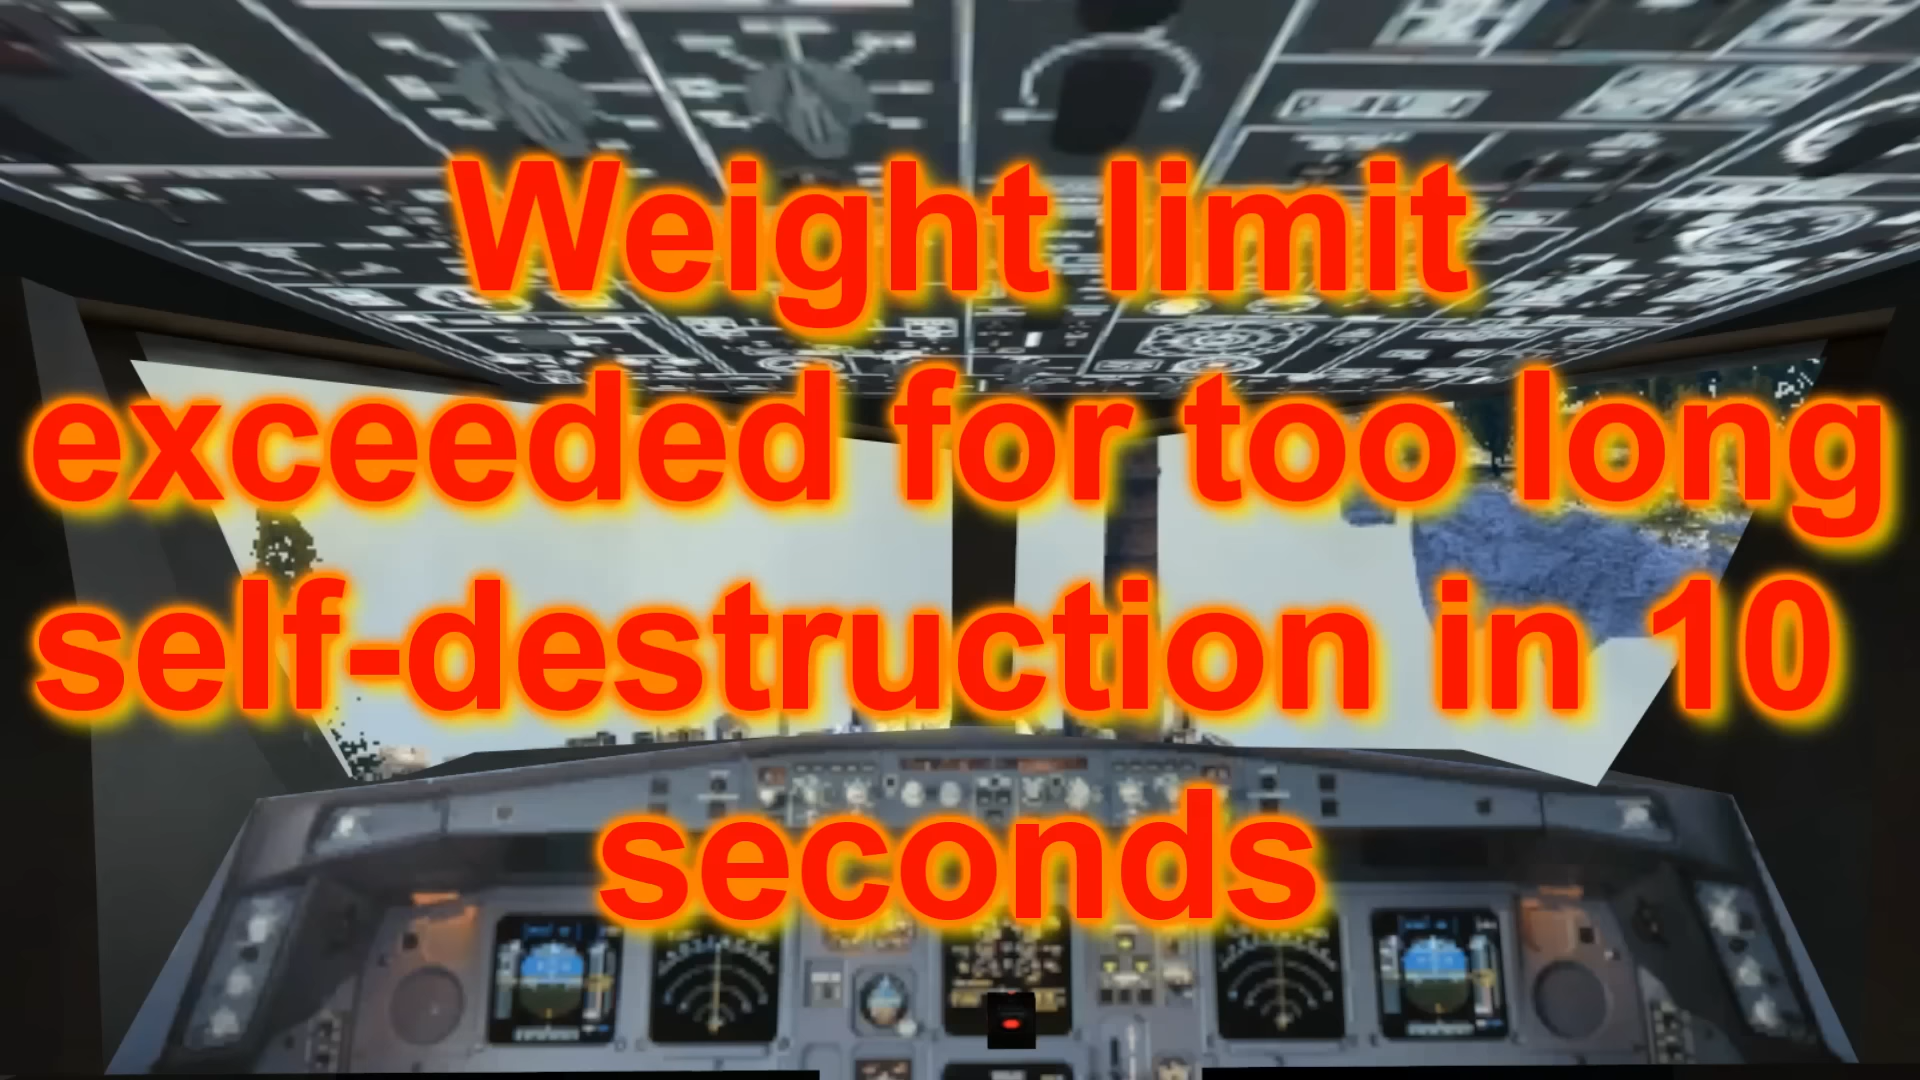 Weight limit
exceeded for too long
self-destruction in 10
seconds